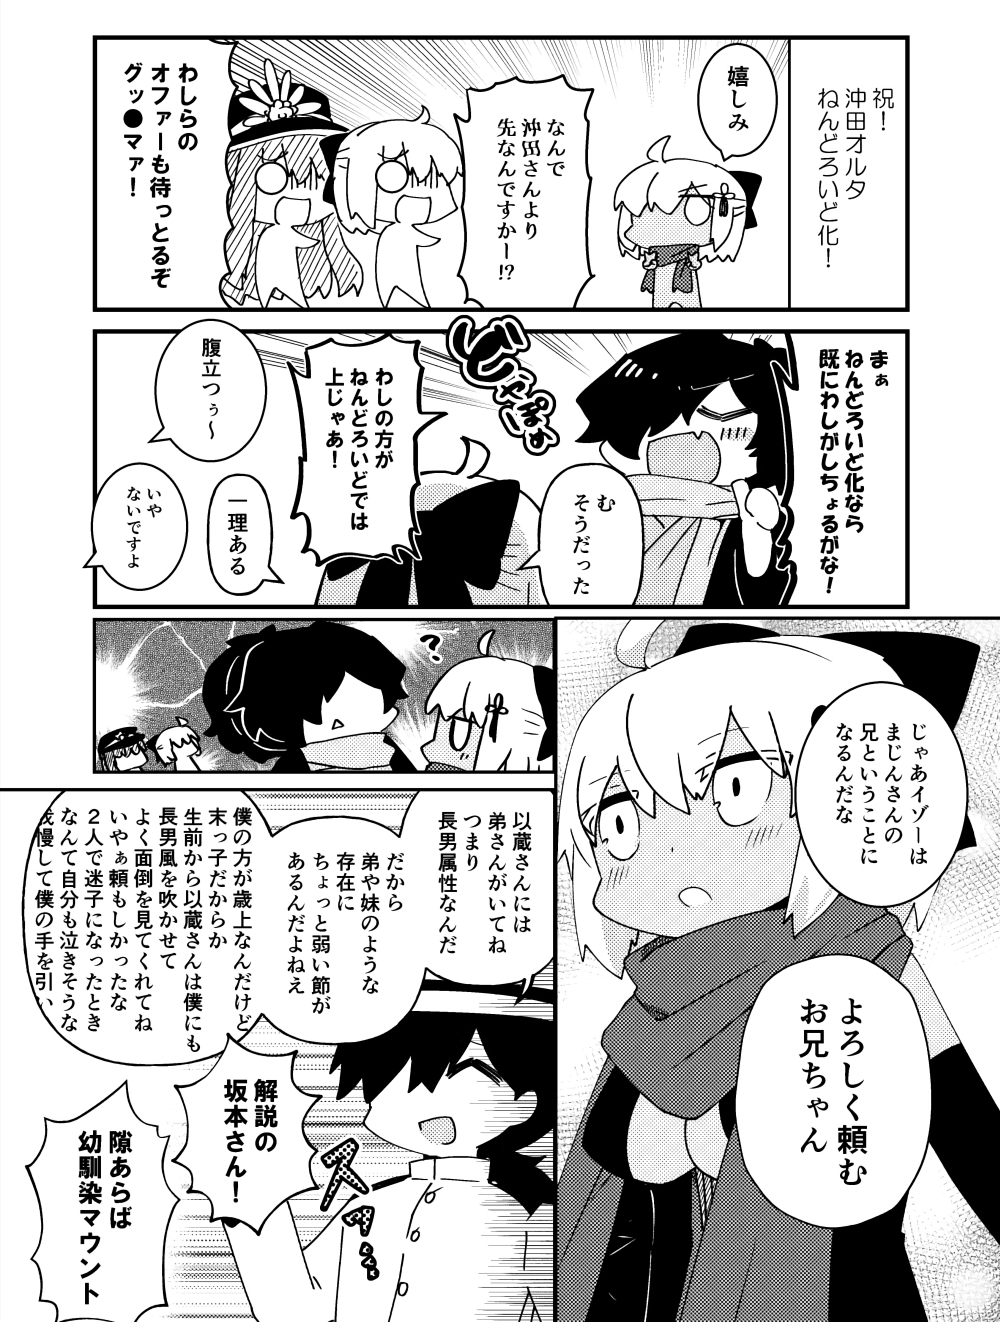 祝！
沖田オルタ
ねんどろいど化！
嬉しみ
なんで
沖田さんより
先なんですかー!?
わしらの
オファーも待っとるぞ
グッ●マァ！
まぁ
ねんどろいど化なら
既にわしがしちょるがな！
どじゃぽぬ
む
そうだった
わしの方が
ねんどろいどでは
上じゃあ！
腹立つぅ〜
一理ある
いや
ないですよ
じゃあイゾーは
まじんさんの
兄ということに
なるんだな
よろしく頼む
お兄ちゃん
？
以蔵さんには
弟さんがいてね
つまり
長男属性なんだ
だから
弟や妹のような
存在に
ちょっと弱い節が
あるんだよねえ
僕の方が歳上なんだけど
末っ子だからか
生前から以蔵さんは僕にも
長男風を吹かせて
よく面倒を見てくれてね
いやぁ頼もしかったな
２人で迷子になったとき
なんて自分も泣きそうな
我慢して僕の手を引い
解説の
坂本さん！
スタ…
隙あらば
幼馴染マウント